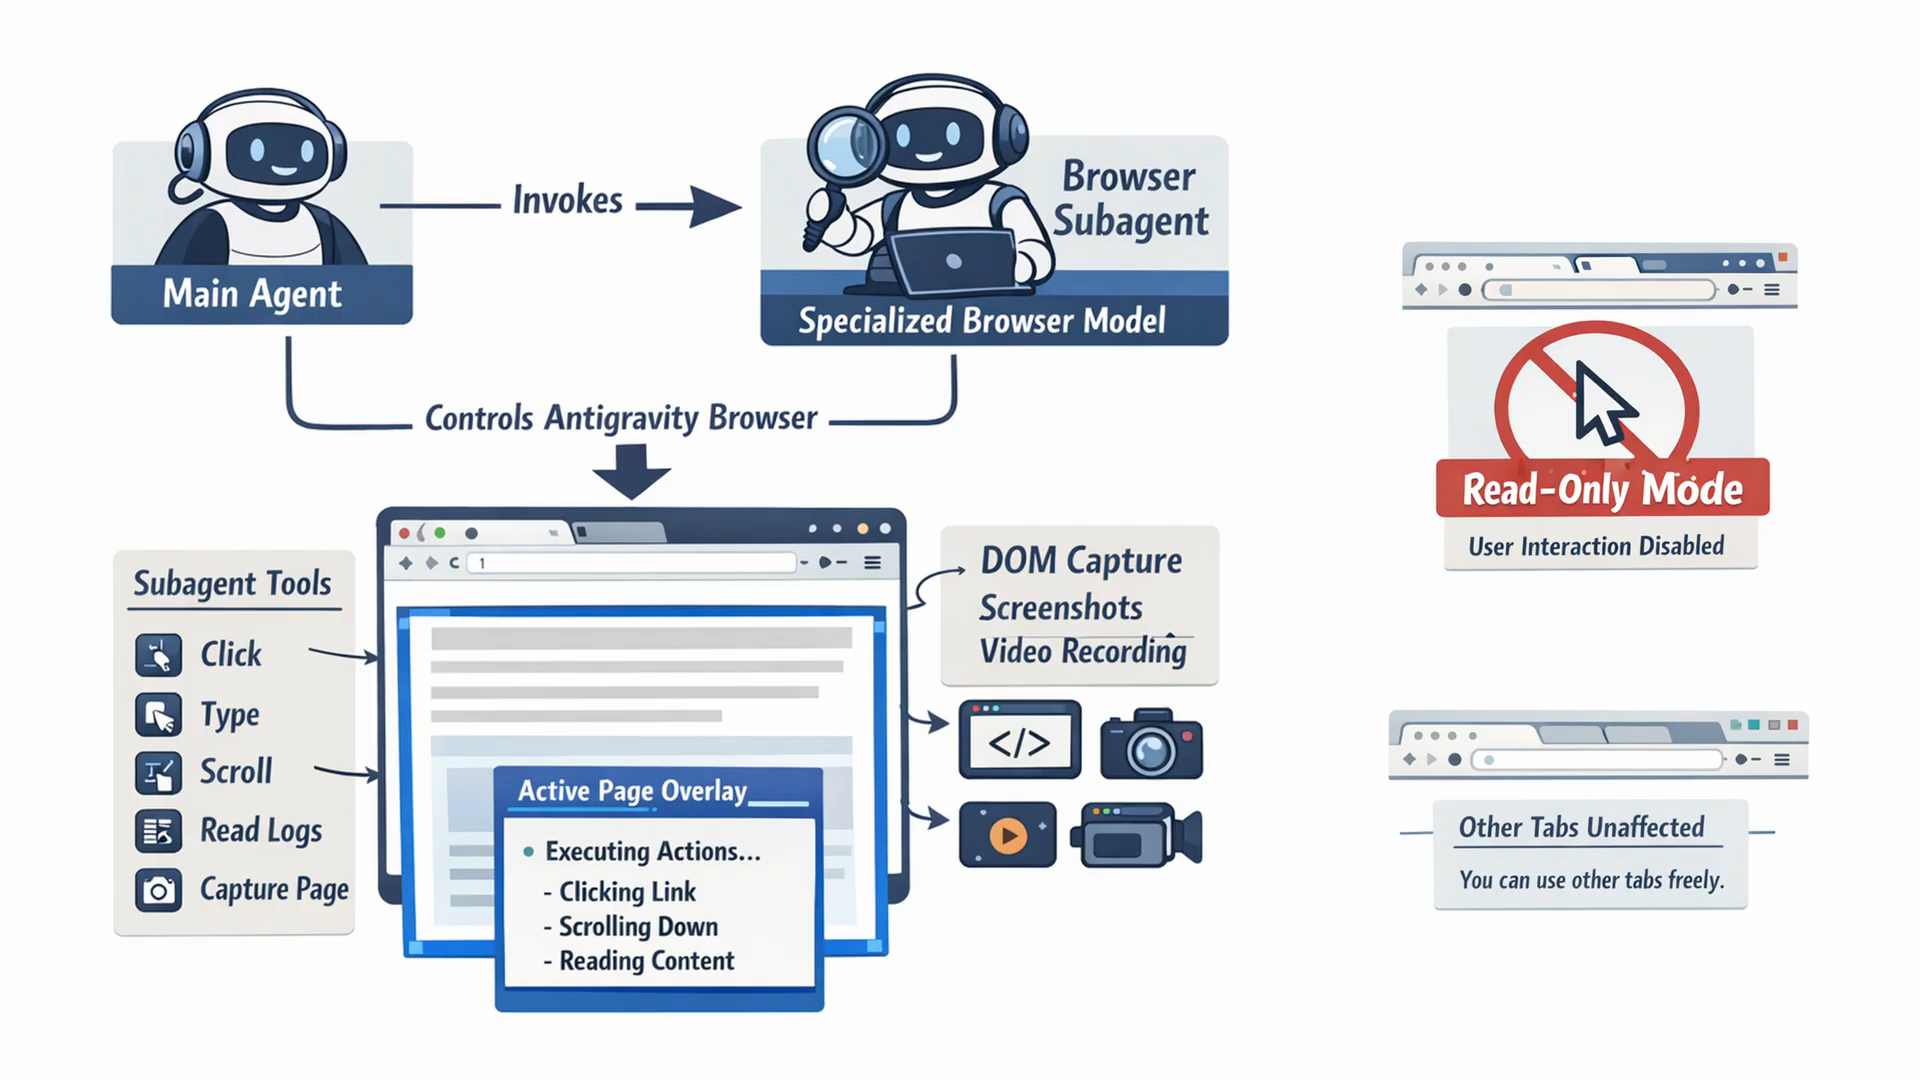 Main Agent
Invokes
Browser
Subagent
Specialized Browser Model
Controls Antigravity Browser
Subagent Tools
Click
Type
Scroll
Read Logs
Capture Page
1
Active Page Overlay
Executing Actions...
- Clicking Link
- Scrolling Down
- Reading Content
DOM Capture
Screenshots
Video Recording
</>
Read-Only Mode
User Interaction Disabled
Other Tabs Unaffected
You can use other tabs freely.